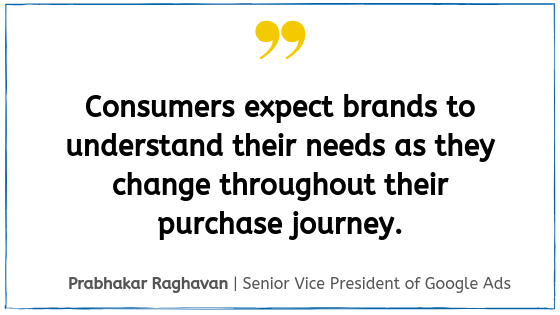 ”
Consumers expect brands to
understand their needs as they
change throughout their
purchase journey.
Prabhakar Raghavan | Senior Vice President of Google Ads